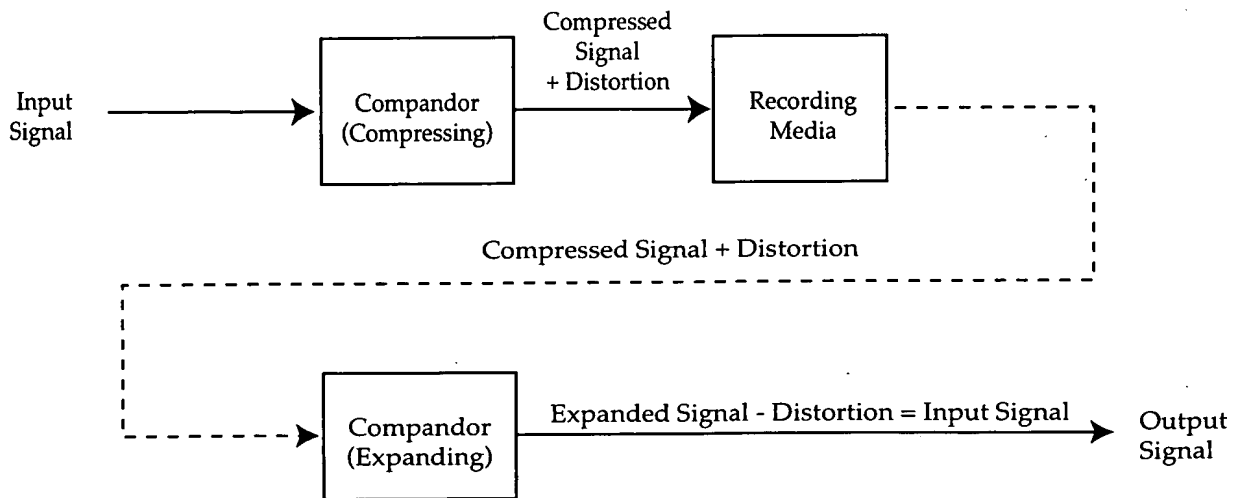 Compressed
Signal
+ Distortion
Input
Signal
Compandor
(Compressing)
Recording
Media
Compressed Signal + Distortion
Compandor
(Expanding)
Expanded Signal - Distortion = Input Signal
Output
Signal